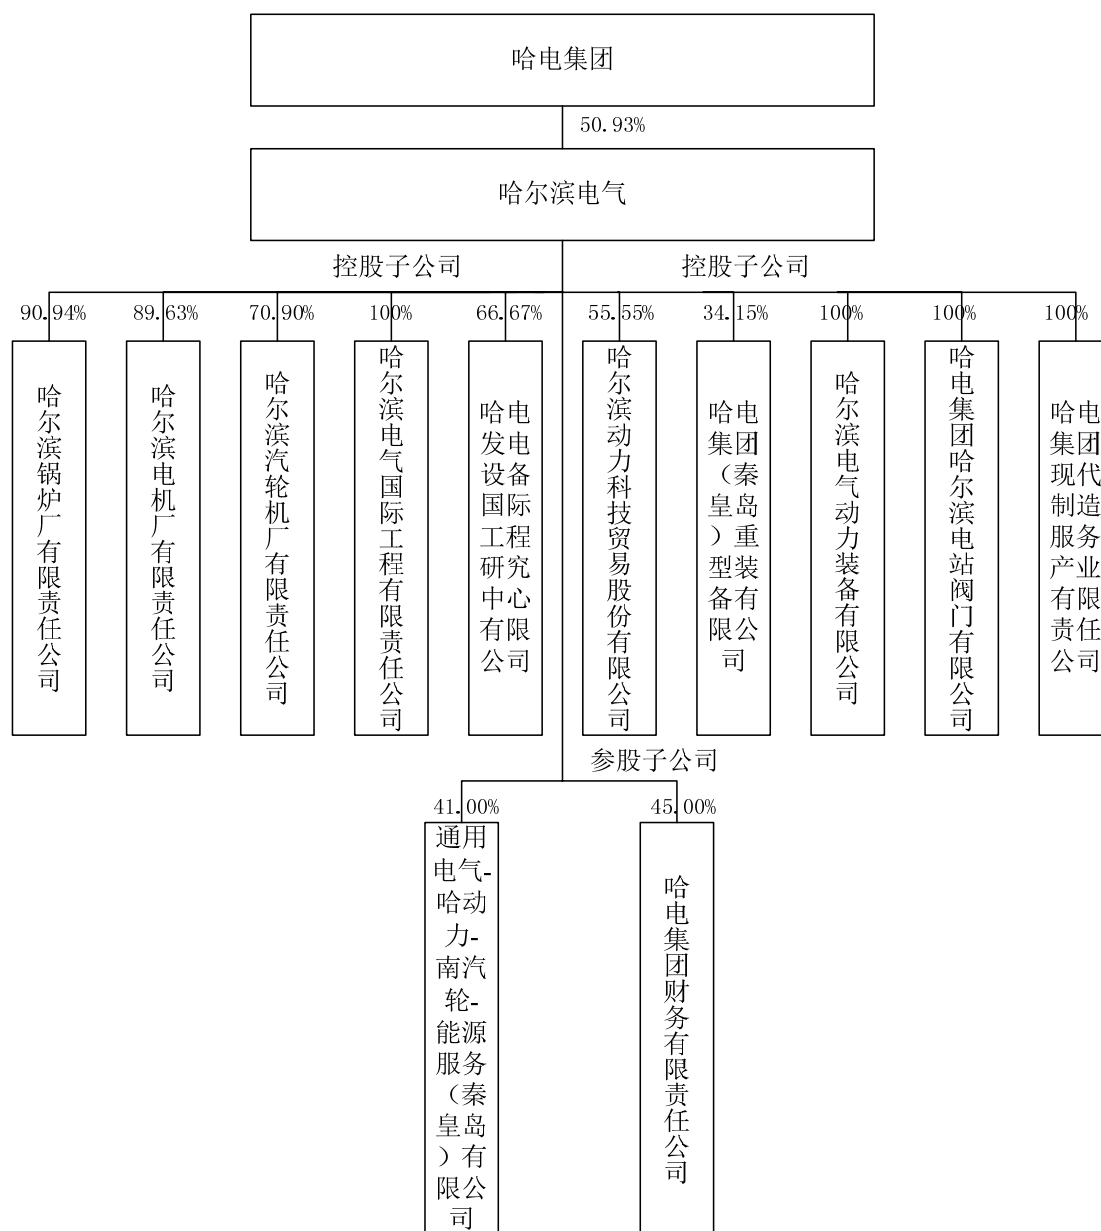 哈电集团
50.93%
哈尔滨电气
控股子公司
控股子公司
90.94%
89.63%
70.90%
100%
66.67%
55.55%
34.15%
100%
100%
100%
哈尔滨锅炉厂有限责任公司
哈尔滨电机厂有限责任公司
哈尔滨汽轮机厂有限责任公司
哈尔滨电气国际工程有限责任公司
哈电发电设备国际工程研究中心有限公司
哈尔滨动力科技贸易股份有限公司
哈电集团（秦皇岛）重型装备有限公司
哈尔滨电气动力装备有限公司
哈电集团哈尔滨电站阀门有限公司
哈电集团现代制造服务产业有限责任公司
参股子公司
41.00%
45.00%
通用电气-哈动力-南汽轮-能源服务（秦皇岛）有限公司
哈电集团财务有限责任公司